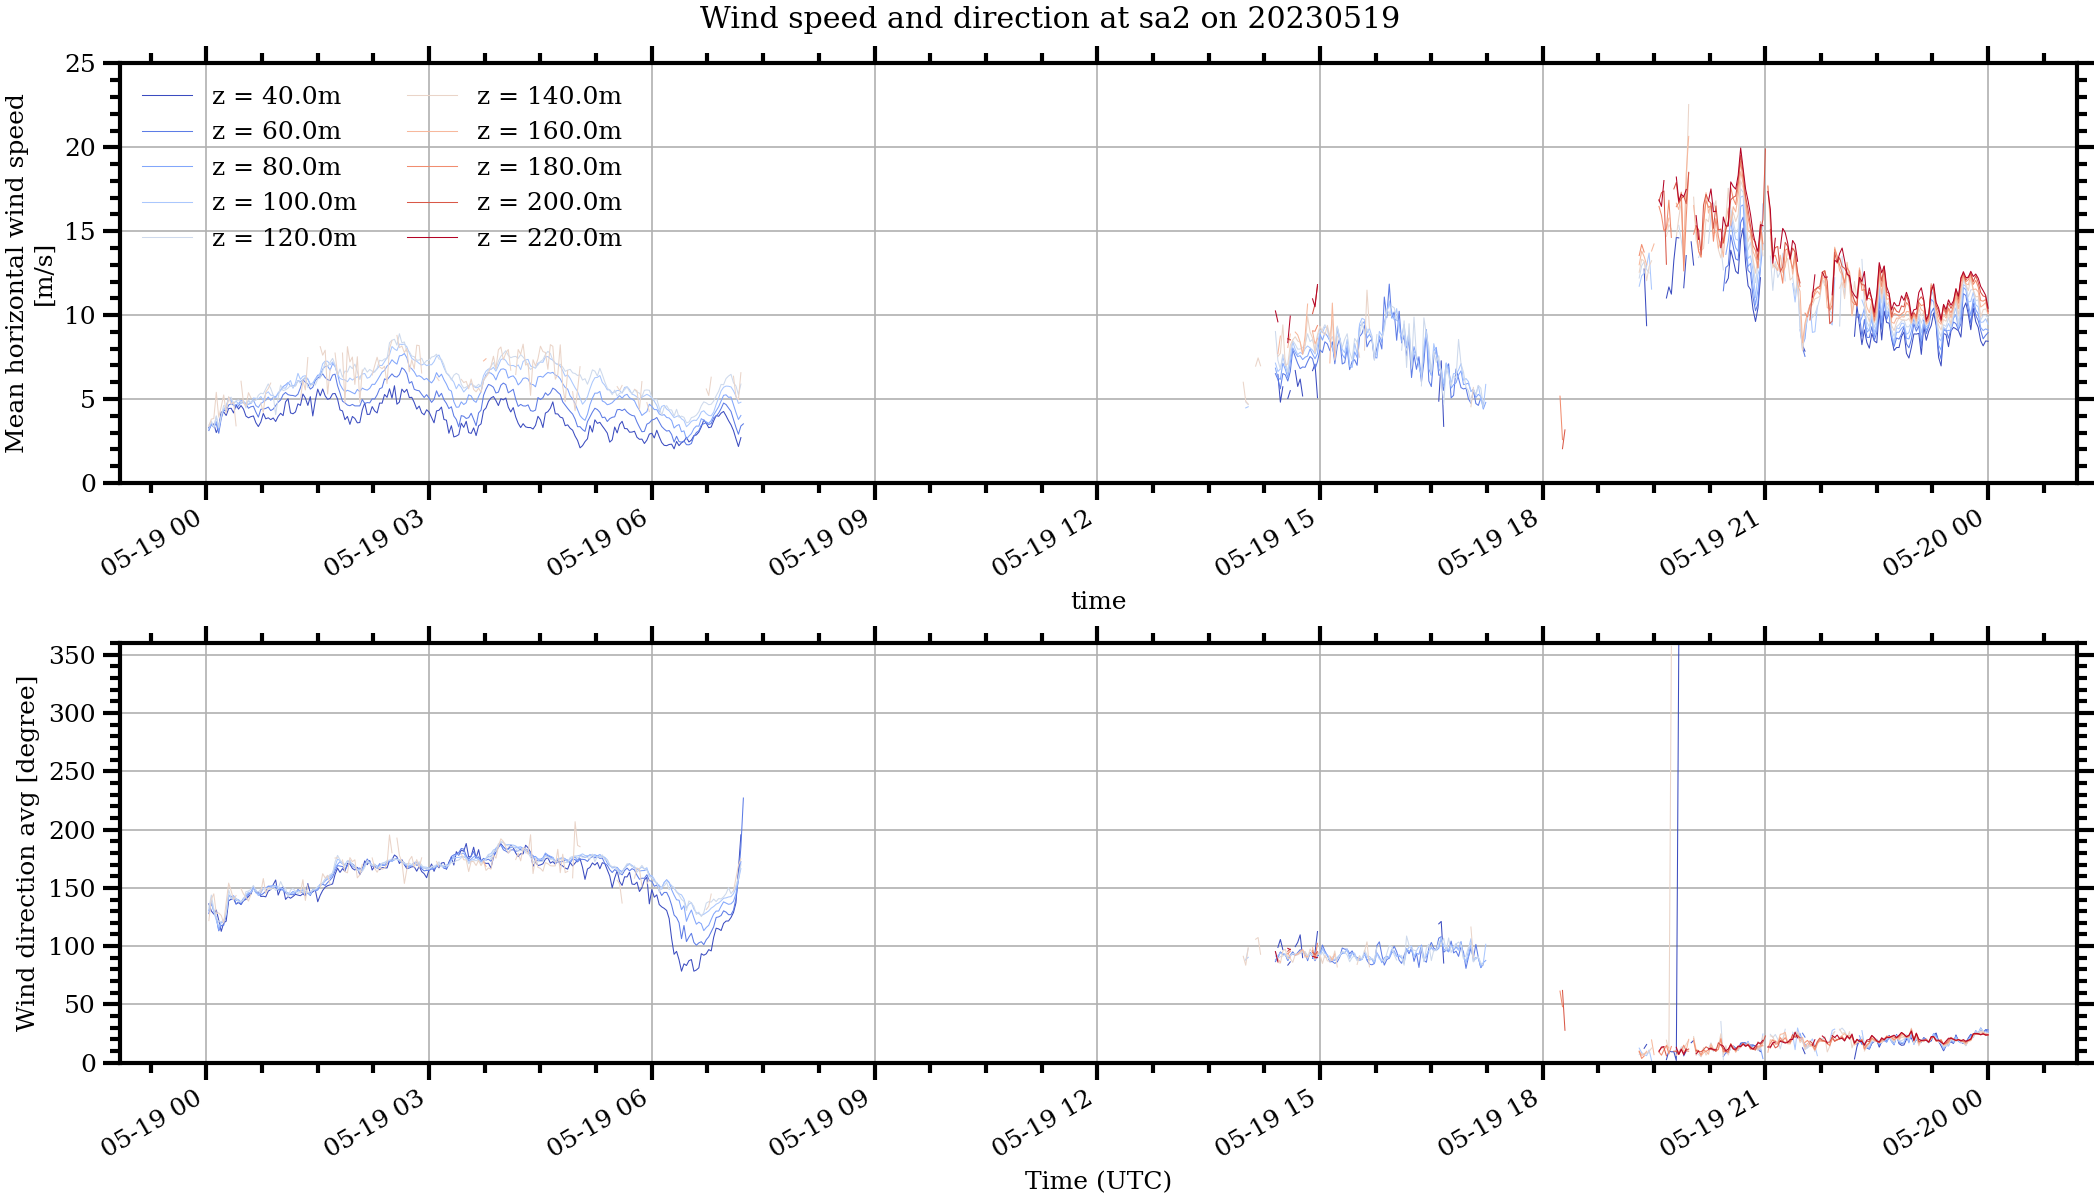 Wind speed and direction at sa2 on 20230519
Mean horizontal wind speed
[m/s]
25
20
15
10
5
0
z = 40.0m
z = 60.0m
z = 80.0m
z = 100.0m
z = 120.0m
z = 140.0m
z = 160.0m
z = 180.0m
z = 200.0m
z = 220.0m
05-19 00
05-19 03
05-19 06
05-19 09
05-19 12
05-19 15
05-19 18
05-19 21
05-20 00
time
Wind direction avg [degree]
350
300
250
200
150
100
50
0
05-19 00
05-19 03
05-19 06
05-19 09
05-19 12
05-19 15
05-19 18
05-19 21
05-20 00
Time (UTC)